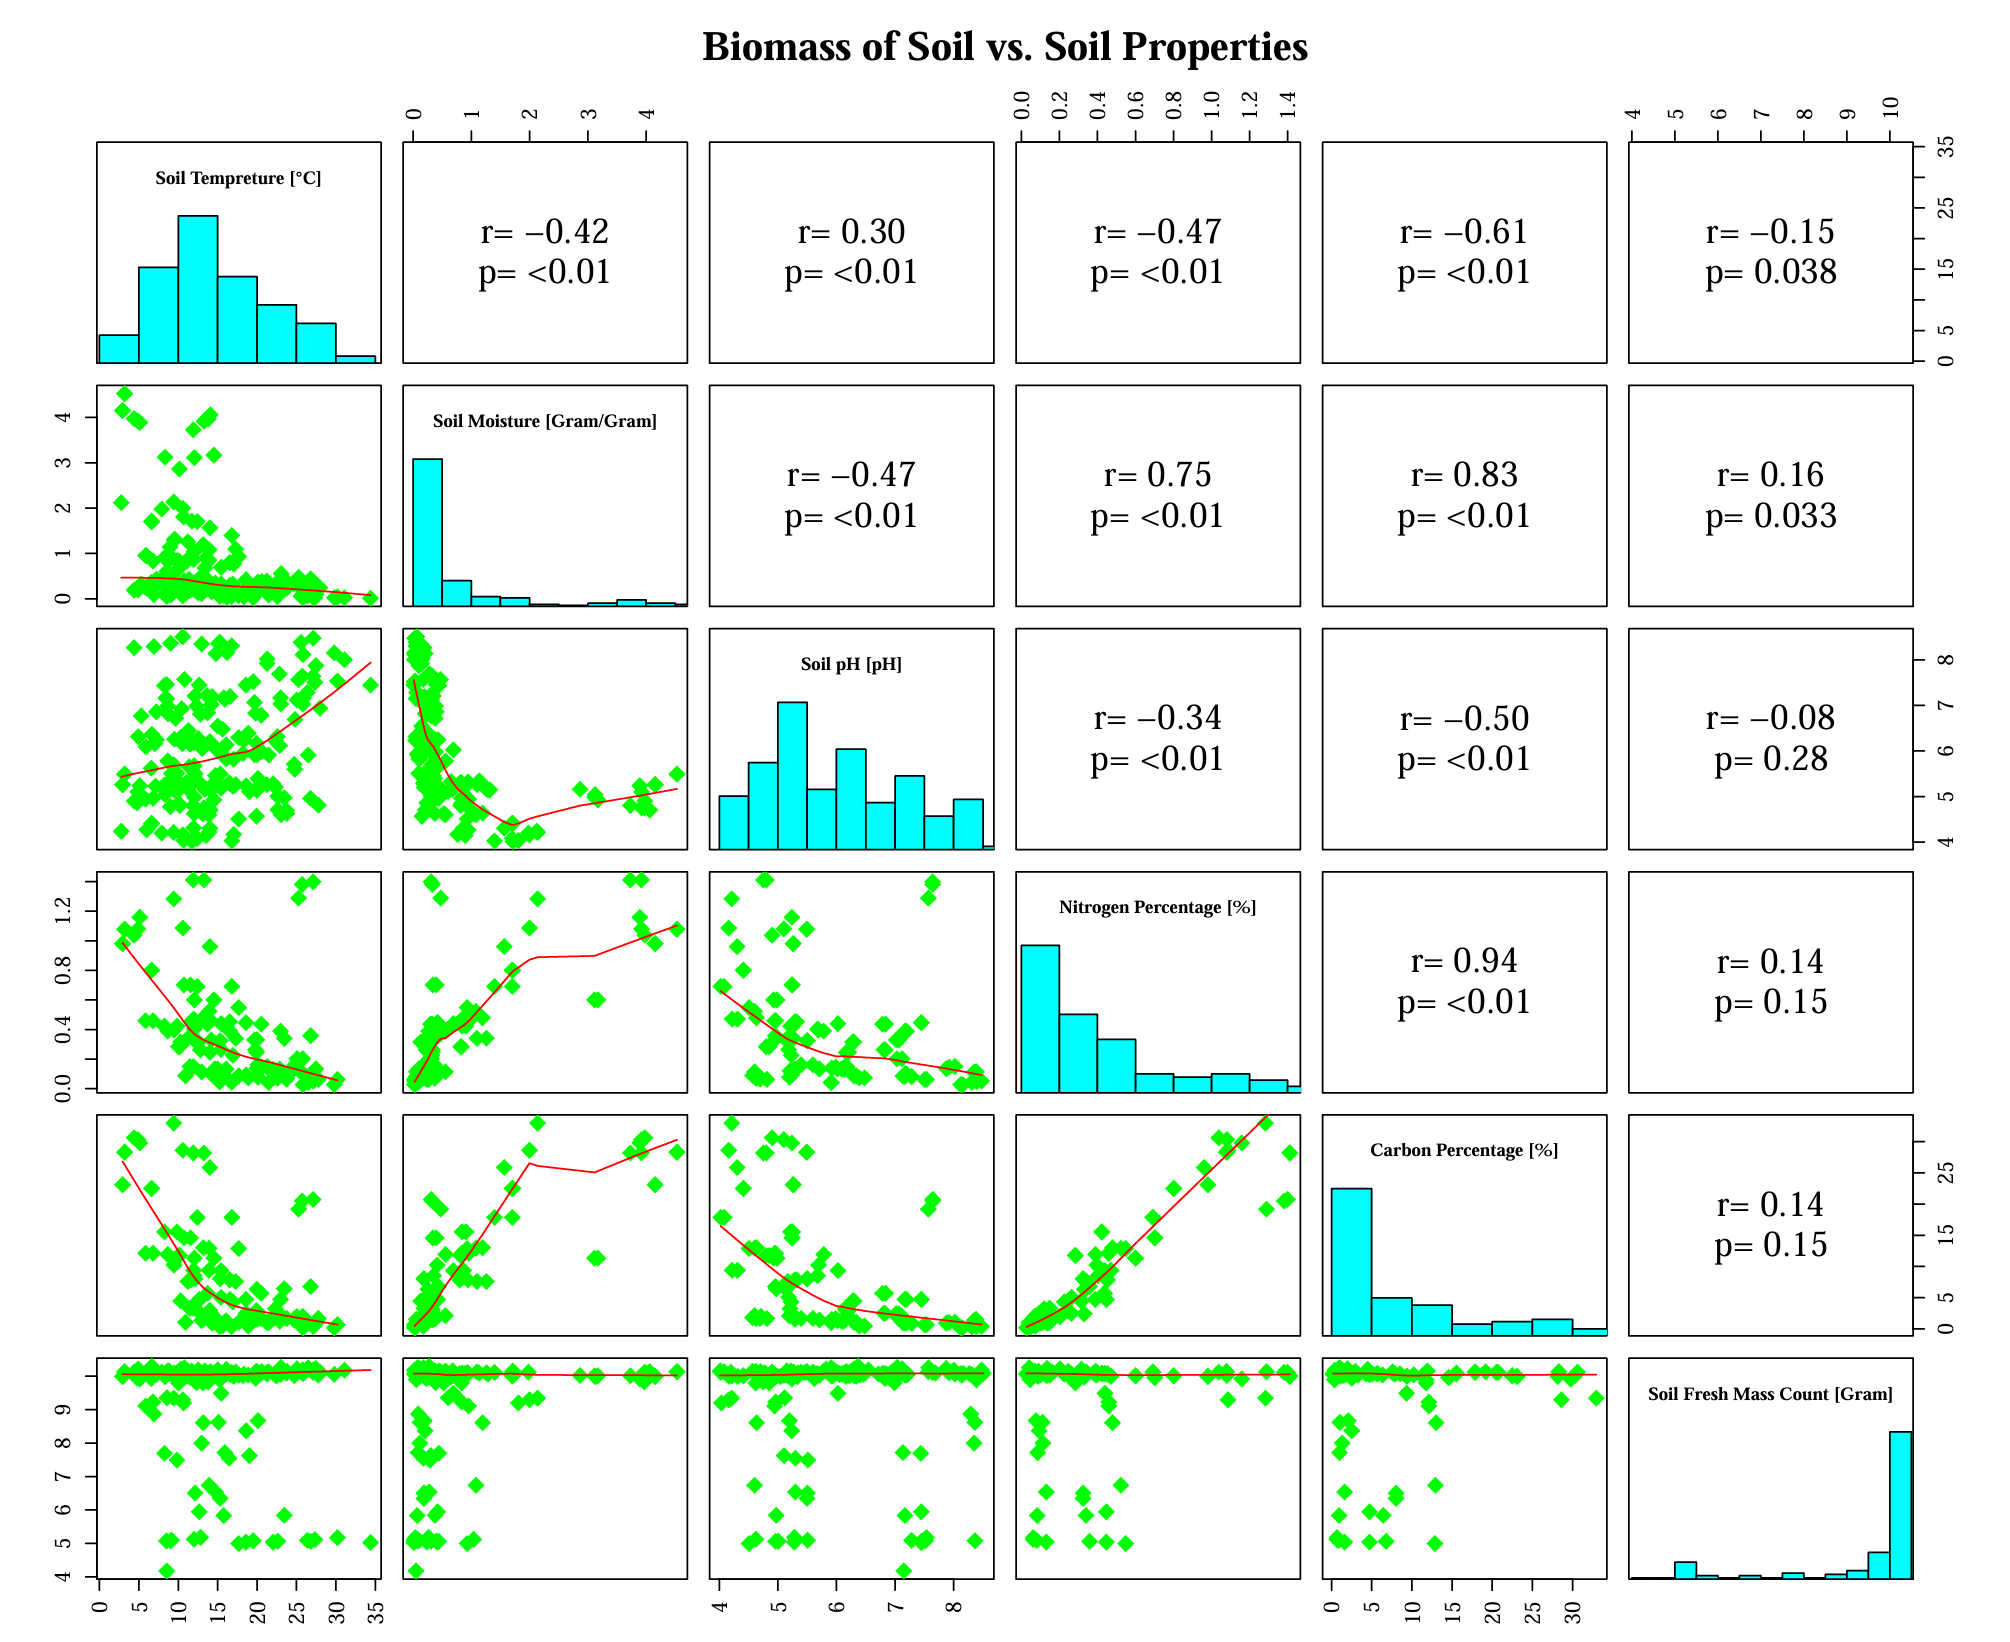 Biomass of Soil vs. Soil Properties
0 1 2 3 4
0.0 0.2 0.4 0.6 0.8 1.0 1.2 1.4
4 5 6 7 8 9 10
Soil Tempreture [°C]
r= −0.42
p= <0.01
r= 0.30
p= <0.01
r= −0.47
p= <0.01
r= −0.61
p= <0.01
r= −0.15
p= 0.038
0 5 15 25 35
0 1 2 3 4
Soil Moisture [Gram/Gram]
r= −0.47
p= <0.01
r= 0.75
p= <0.01
r= 0.83
p= <0.01
r= 0.16
p= 0.033
Soil pH [pH]
r= −0.34
p= <0.01
r= −0.50
p= <0.01
r= −0.08
p= 0.28
4 5 6 7 8
0.0 0.4 0.8 1.2
Nitrogen Percentage [%]
r= 0.94
p= <0.01
r= 0.14
p= 0.15
Carbon Percentage [%]
r= 0.14
p= 0.15
0 5 15 25
4 5 6 7 8 9
Soil Fresh Mass Count [Gram]
0 5 10 15 20 25 30 35
4 5 6 7 8
0 5 10 15 20 25 30